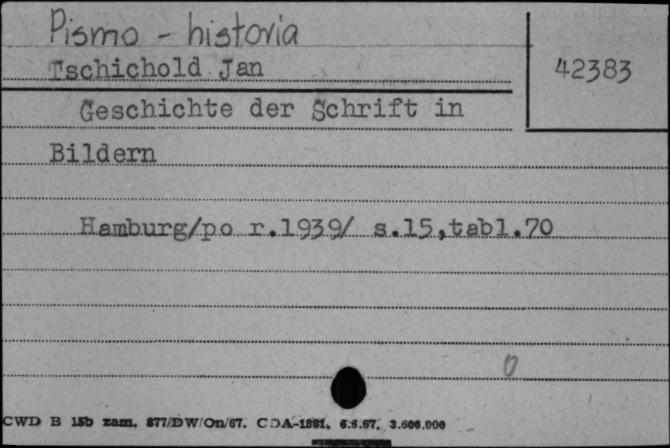 Pismo - historia
Tschichold Jan
42383
Geschichte der Schrift in
Bildern
Hamburg/po r.1939/ s.15,tabl.70
0
CWD B 15b zam. 877/DW/On/67. CDA-1881. 6.6.67. 3.600.000